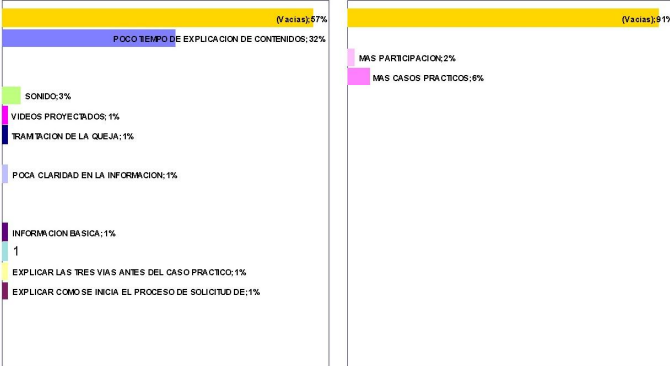 (Vacias);57%
POCO TIEMPO DE EXPLICACION DE CONTENIDOS; 32%
SONIDO; 3%
VIDEOS PROYECTADOS; 1%
TRAMITACION DE LA QUEJA; 1%
POCA CLARIDAD EN LA INFORMACION; 1%
INFORMACION BASICA; 1%
1
EXPLICAR LAS TRES VIAS ANTES DEL CASO PRACTICO; 1%
EXPLICAR COMO SE INICIA EL PROCESO DE SOLICITUD DE; 1%
(Vacias); 91%
MAS PARTICIPACION; 2%
MAS CASOS PRACTICOS; 6%